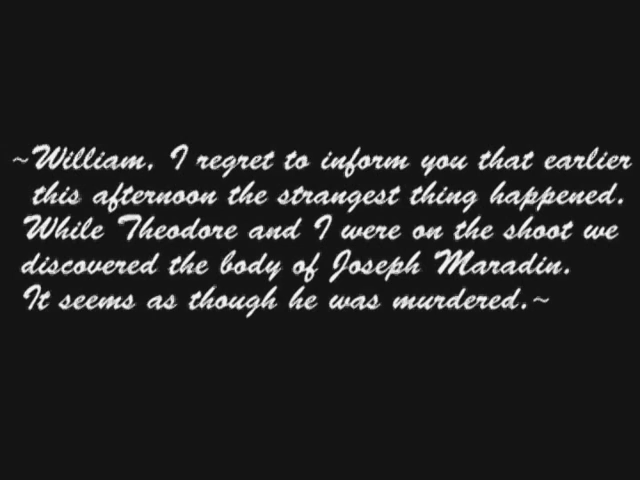 ~William, I regret to inform you that earlier
this afternoon the strangest thing happened.
While Theodore and I were on the shoot we
discovered the body of Joseph Maradin.
It seems as though he was murdered.~